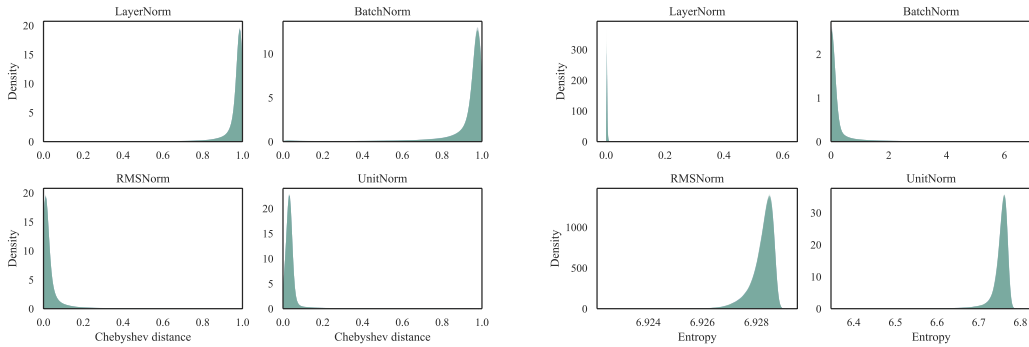 LayerNorm
BatchNorm
LayerNorm
BatchNorm
Density
20
15
10
5
0
0.0 0.2 0.4 0.6 0.8 1.0
10
5
0
0.0 0.2 0.4 0.6 0.8 1.0
Density
300
200
100
0
0.0 0.2 0.4 0.6
2
1
0
0 2 4 6
RMSNorm
UnitNorm
RMSNorm
UnitNorm
Density
20
15
10
5
0
0.0 0.2 0.4 0.6 0.8 1.0
Chebyshev distance
20
10
0
0.0 0.2 0.4 0.6 0.8 1.0
Chebyshev distance
Density
1000
500
0
6.924 6.926 6.928
Entropy
30
20
10
0
6.4 6.5 6.6 6.7 6.8
Entropy